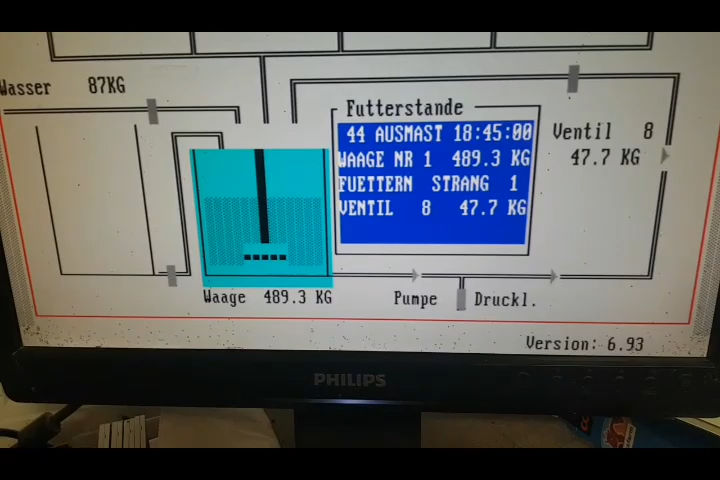 Wasser 87KG
Futterstande
44 AUSMAST 18:45:00
WAAGE NR 1 489.3 KG
FUETTERN STRANG 1
VENTIL 8 47.7 KG
Ventil 8
47.7 KG
Waage 489.3 KG
Pumpe
Druckl.
Version: 6.93
PHILIPS